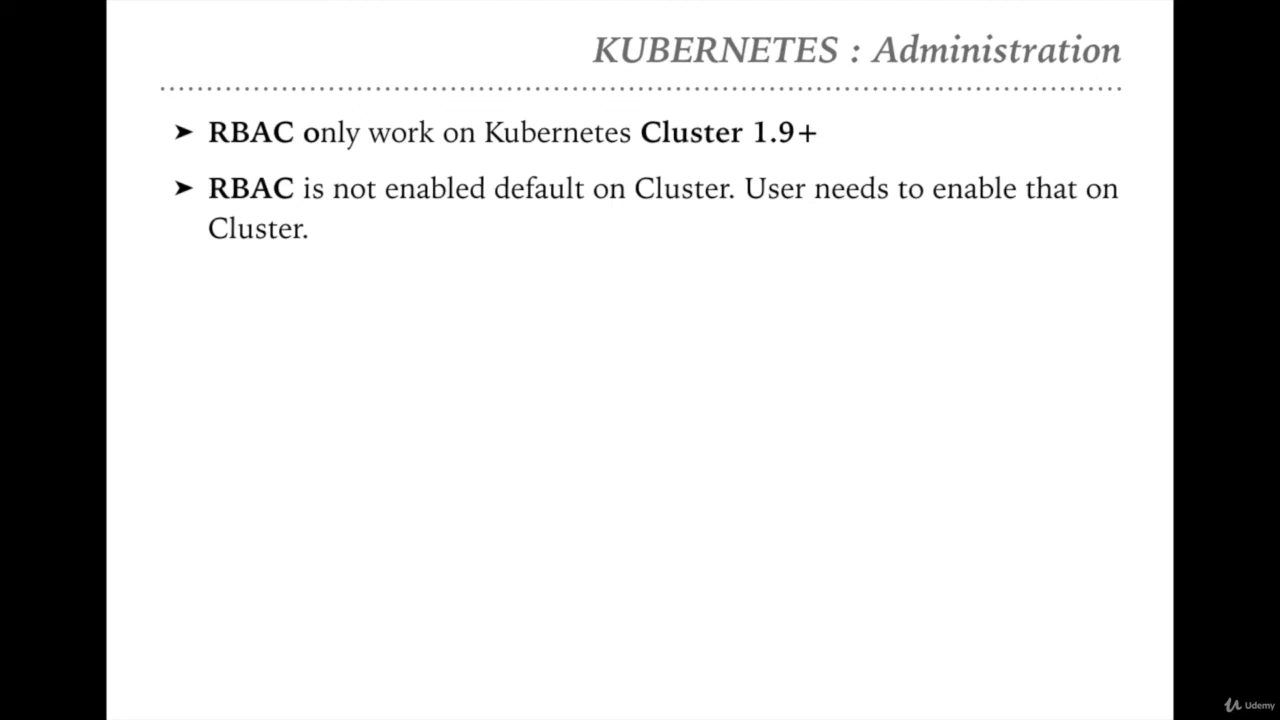 KUBERNETES : Administration
➤ RBAC only work on Kubernetes Cluster 1.9+
➤ RBAC is not enabled default on Cluster. User needs to enable that on
Cluster.
Udemy